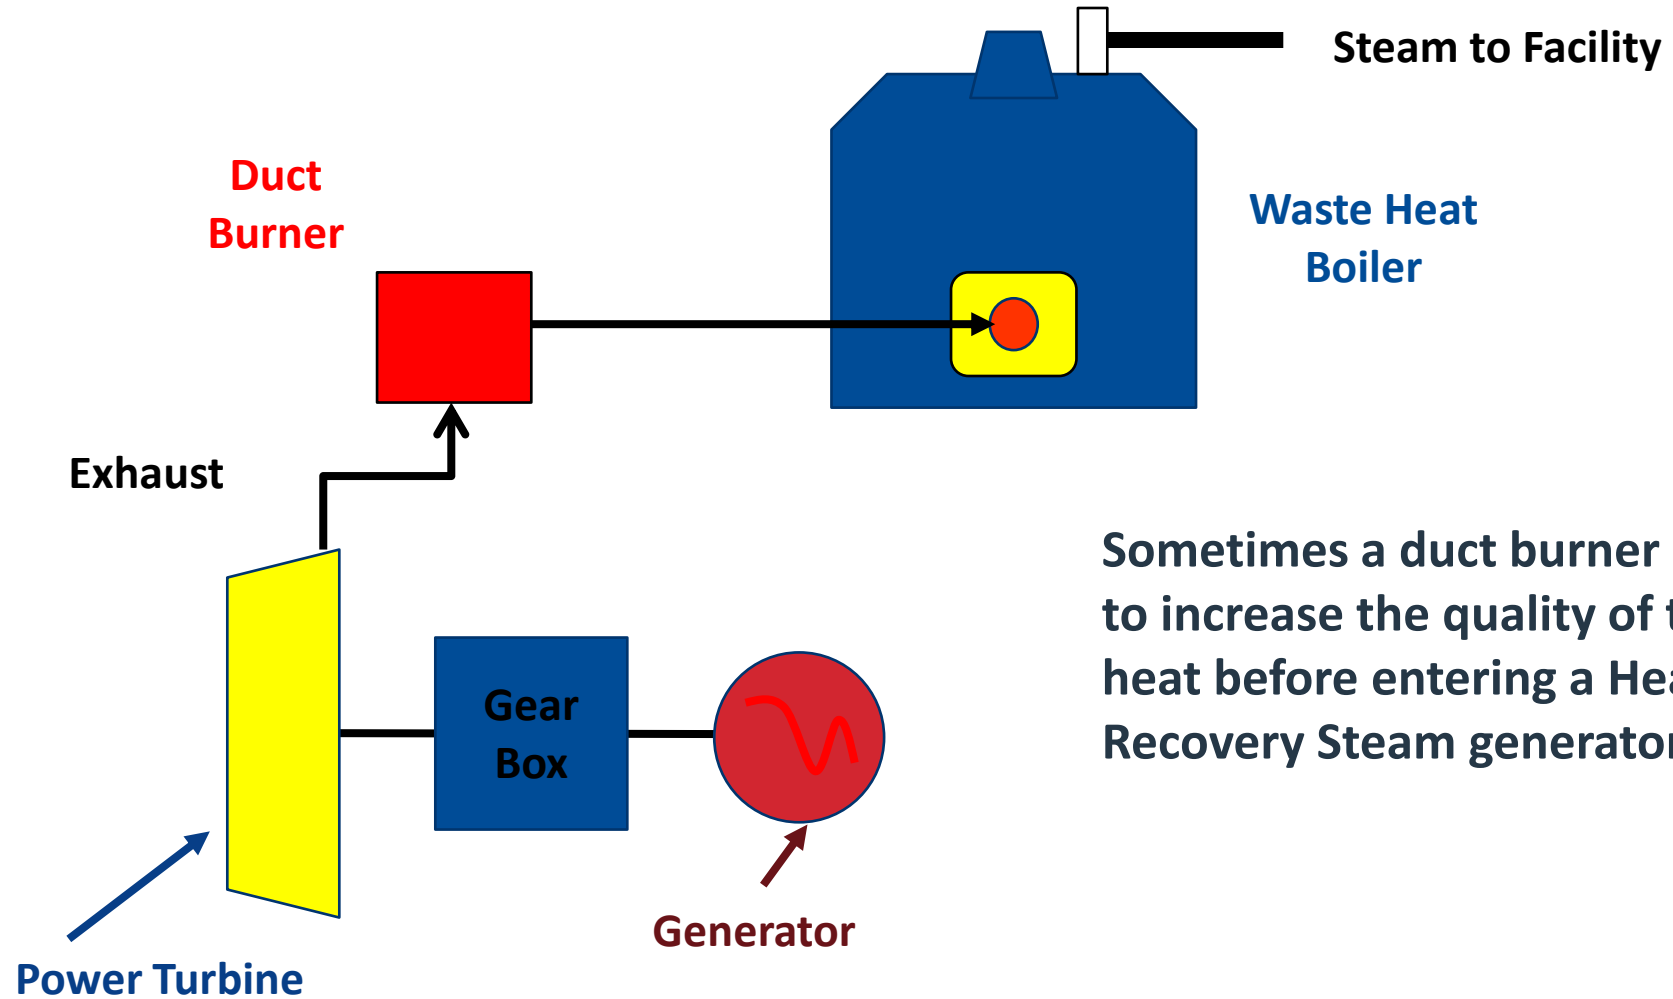 Steam to Facility
Duct
Burner
Waste Heat
Boiler
Exhaust
Sometimes a duct burner
to increase the quality of
heat before entering a
Recovery Steam generator
Gear
Box
Generator
Power Turbine